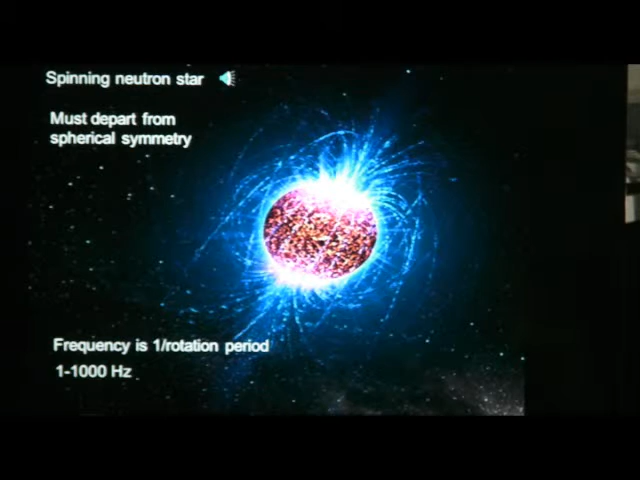 Spinning neutron star
Must depart from
spherical symmetry
Frequency is 1/rotation period
1-1000 Hz